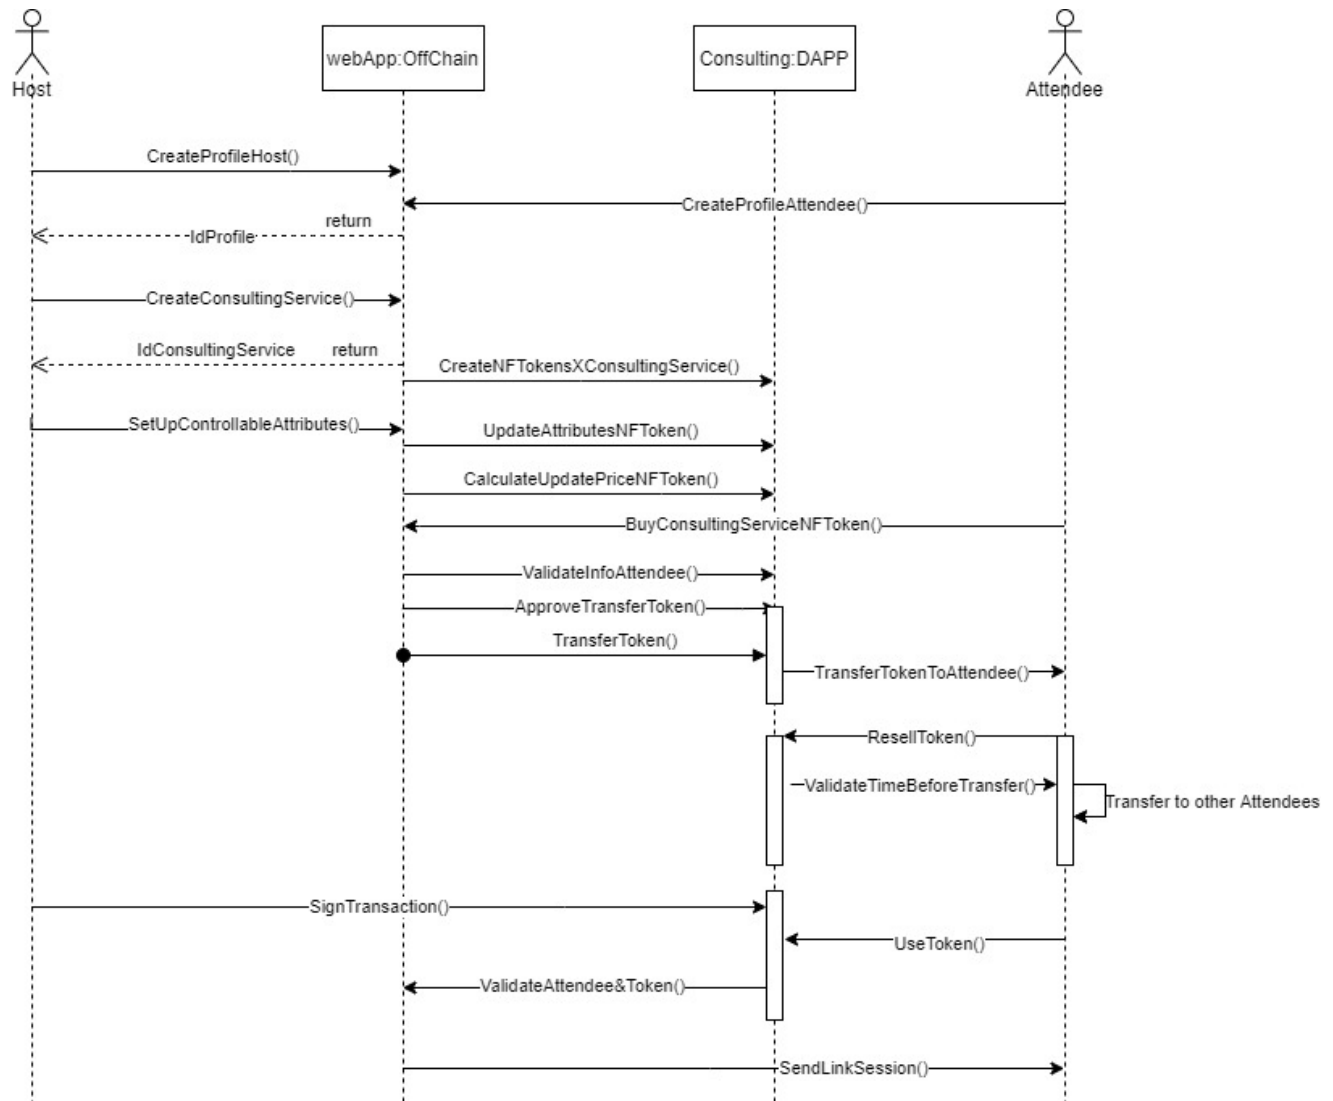 webApp:OffChain
Consulting:DAPP
Host
Attendee
CreateProfileHost()
CreateProfileAttendee()
return
IdProfile
CreateConsultingService()
IdConsultingService
return
CreateNFTokensXConsultingService()
SetUpControllableAttributes()
UpdateAttributesNFToken()
CalculateUpdatePriceNFToken()
BuyConsultingServiceNFToken()
ValidateInfoAttendee()
ApproveTransferToken()
TransferToken()
TransferTokenToAttendee()
ResellToken()
ValidateTimeBeforeTransfer()
Transfer to other Attendees
SignTransaction()
UseToken()
ValidateAttendee&Token()
SendLinkSession()